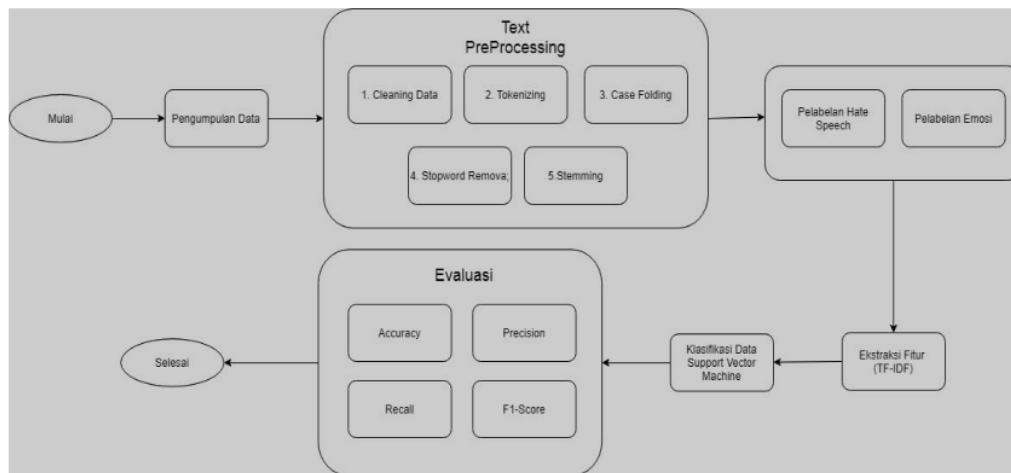 Text
PreProcessing
1. Cleaning Data
2. Tokenizing
3. Case Folding
4. Stopword Remova;
5.Stemming
Mulai
Pengumpulan Data
Pelabelan Hate
Speech
Pelabelan Emosi
Ekstraksi Fitur
(TF-IDF)
Klasifikasi Data
Support Vector
Machine
Evaluasi
Accuracy
Precision
Recall
F1-Score
Selesai